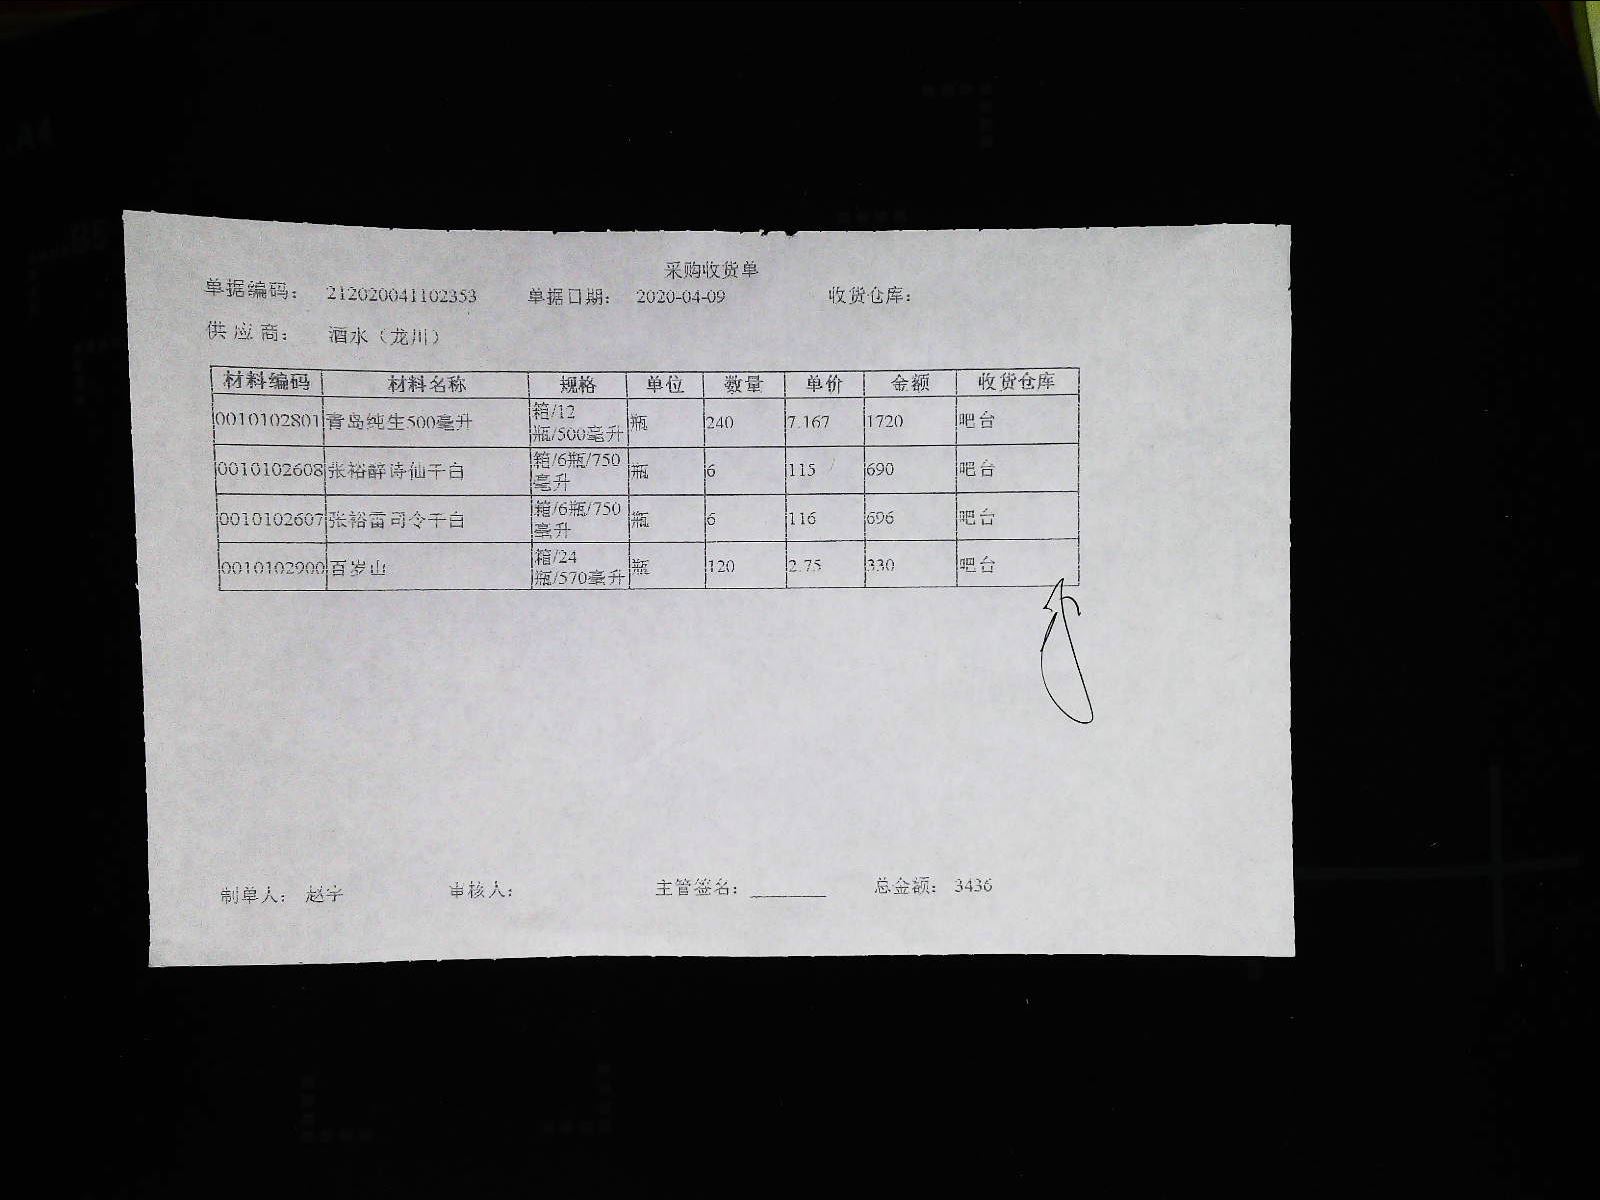 采购收货单
单据编码： 212020041102353 单据日期： 2020-04-09 收货仓库：
供 应 商： 酒水（龙川）
材料编码 材料名称 规格 单位 数量 单价 金额 收货仓库
0010102801 青岛纯生500毫升 箱/12瓶/500毫升 瓶 240 7.167 1720 吧台
0010102608 张裕醉诗仙干白 箱/6瓶/750毫升 瓶 6 115 690 吧台
0010102607 张裕雷司令干白 箱/6瓶/750毫升 瓶 6 116 696 吧台
0010102900 百岁山 箱/24瓶/570毫升 瓶 120 2.75 330 吧台
制单人： 赵宇 审核人： 主管签名： 总金额： 3436